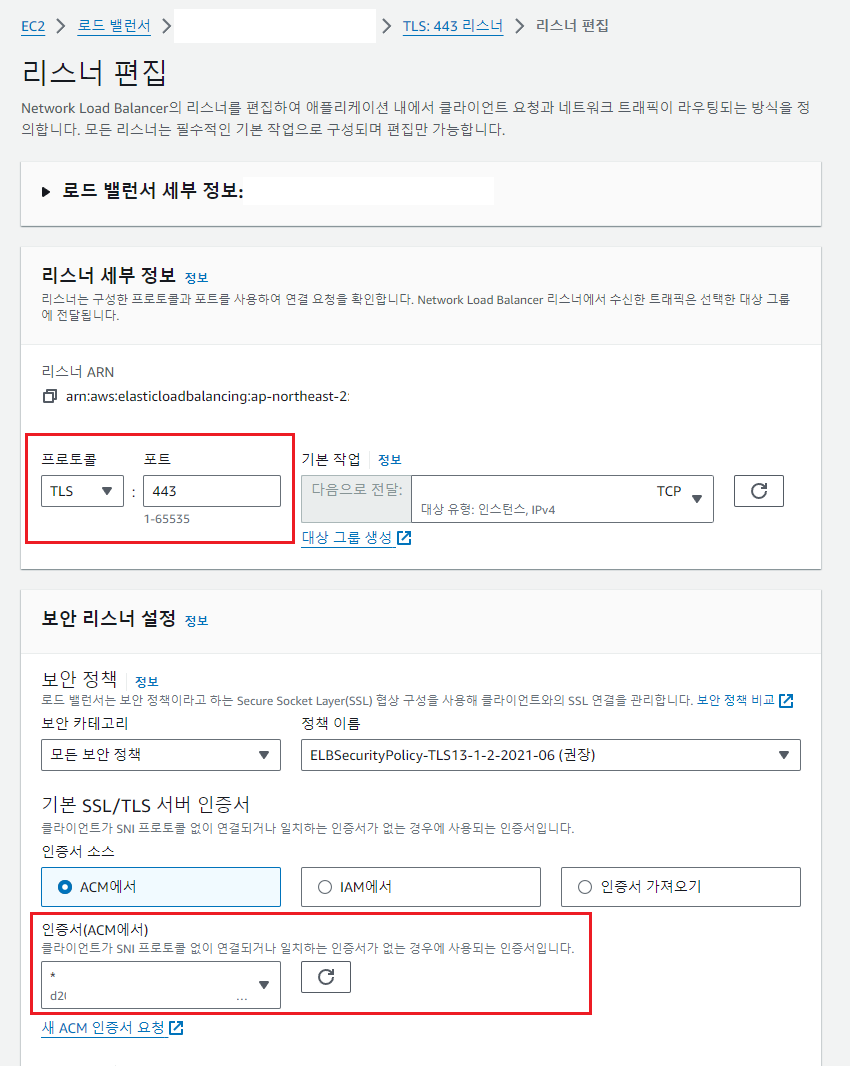 EC2 > 로드 밸런서 > > TLS: 443 리스너 > 리스너 편집
리스너 편집
Network Load Balancer의 리스너를 편집하여 애플리케이션 내에서 클라이언트 요청과 네트워크 트래픽이 라우팅되는 방식을 정
의합니다. 모든 리스너는 필수적인 기본 작업으로 구성되며 편집만 가능합니다.
로드 밸런서 세부 정보:
리스너 세부 정보 정보
리스너는 구성한 프로토콜과 포트를 사용하여 연결 요청을 확인합니다. Network Load Balancer 리스너에서 수신한 트래픽은 선택한 대상 그룹
에 전달됩니다.
리스너 ARN
arn:aws:elasticloadbalancing:ap-northeast-2:
프로토콜 포트 기본 작업 정보
TLS : 443 다음으로 전달: TCP
대상 유형: 인스턴스, IPv4
1-65535
대상 그룹 생성
보안 리스너 설정 정보
보안 정책 정보
로드 밸런서는 보안 정책이라고 하는 Secure Socket Layer(SSL) 협상 구성을 사용해 클라이언트와의 SSL 연결을 관리합니다. 보안 정책 비교
보안 카테고리 정책 이름
모든 보안 정책 ELBSecurityPolicy-TLS13-1-2-2021-06 (권장)
기본 SSL/TLS 서버 인증서
클라이언트가 SNI 프로토콜 없이 연결되거나 일치하는 인증서가 없는 경우에 사용되는 인증서입니다.
인증서 소스
ACM에서 IAM에서 인증서 가져오기
인증서(ACM에서)
클라이언트가 SNI 프로토콜 없이 연결되거나 일치하는 인증서가 없는 경우에 사용되는 인증서입니다.
*
...
새 ACM 인증서 요청